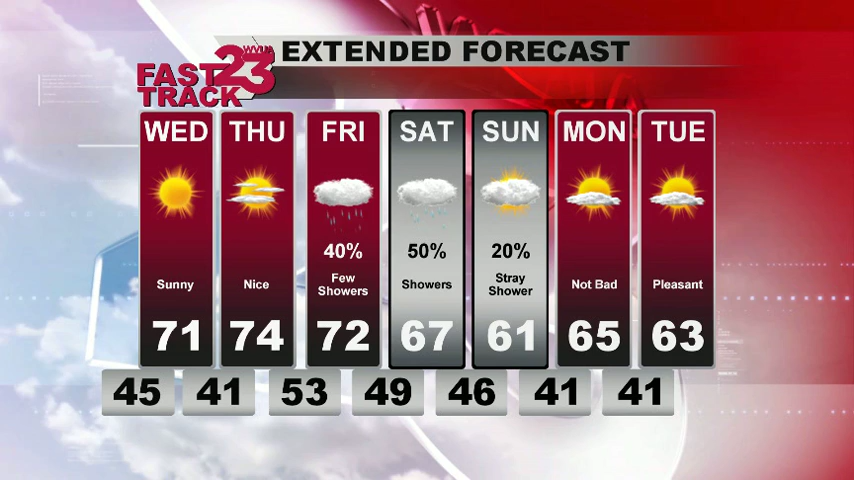 WVUA
23
FAST
TRACK
EXTENDED FORECAST
WED THU FRI SAT SUN MON TUE
40% 50% 20%
Sunny Nice Few Showers Showers Stray Shower Not Bad Pleasant
71 74 72 67 61 65 63
45 41 53 49 46 41 41